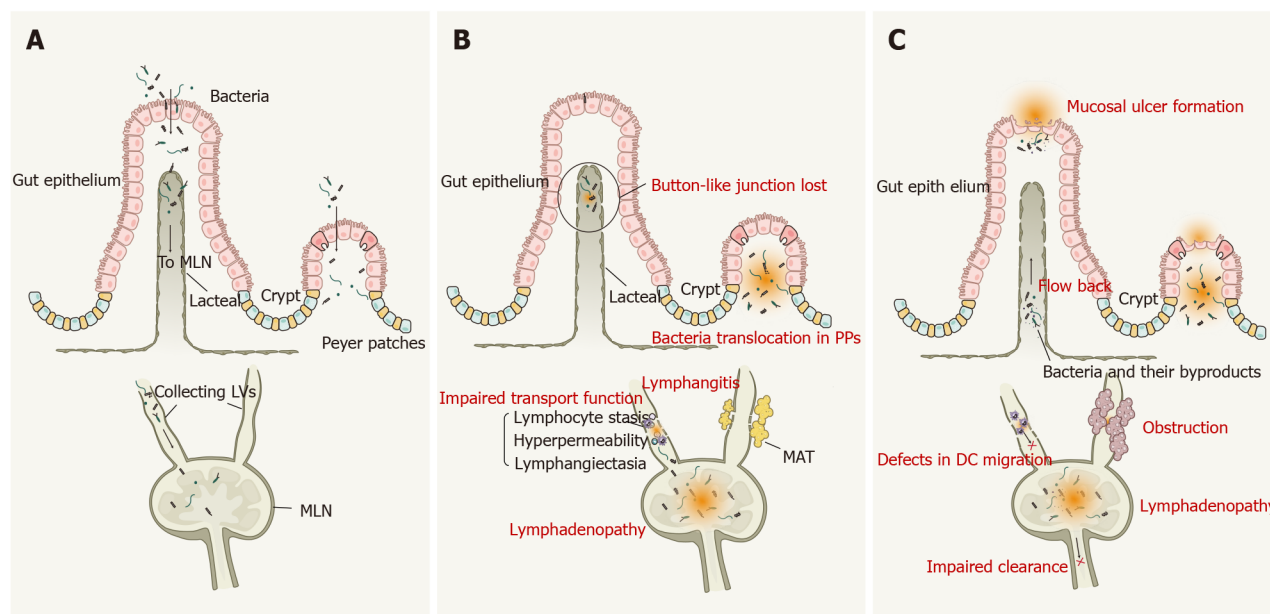 A
Bacteria
Gut epithelium
To MLN
Lacteal
Crypt
Peyer patches
Collecting LVs
MLN
B
Gut epithelium
Button-like junction lost
Lacteal
Crypt
Bacteria translocation in PPs
Lymphangitis
Impaired transport function
Lymphocyte stasis
Hyperpermeability
Lymphangiectasia
MAT
Lymphadenopathy
C
Mucosal ulcer formation
Gut epith elium
Flow back
Crypt
Bacteria and their byproducts
Obstruction
Defects in DC migration
Lymphadenopathy
Impaired clearance